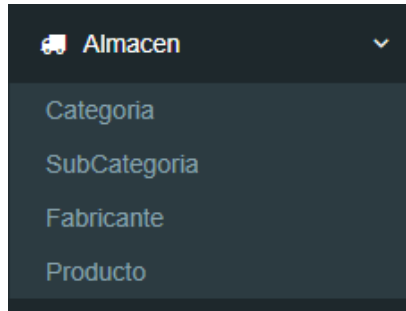 Almacen
Categoria
SubCategoria
Fabricante
Producto